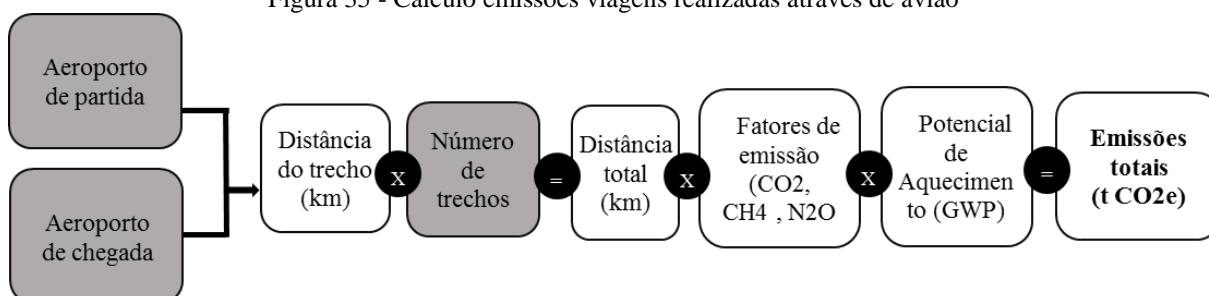 Figura 35 - Cálculo emissões viagens realizadas através de avião
Aeroporto
de partida
Aeroporto
de chegada
Distância
do trecho
(km)
X
Número
de
trechos
=
Distância
total
(km)
X
Fatores de
emissão
(CO2,
CH4 , N2O
X
Potencial
de
Aquecimen
to (GWP)
=
Emissões
totais
(t CO2e)